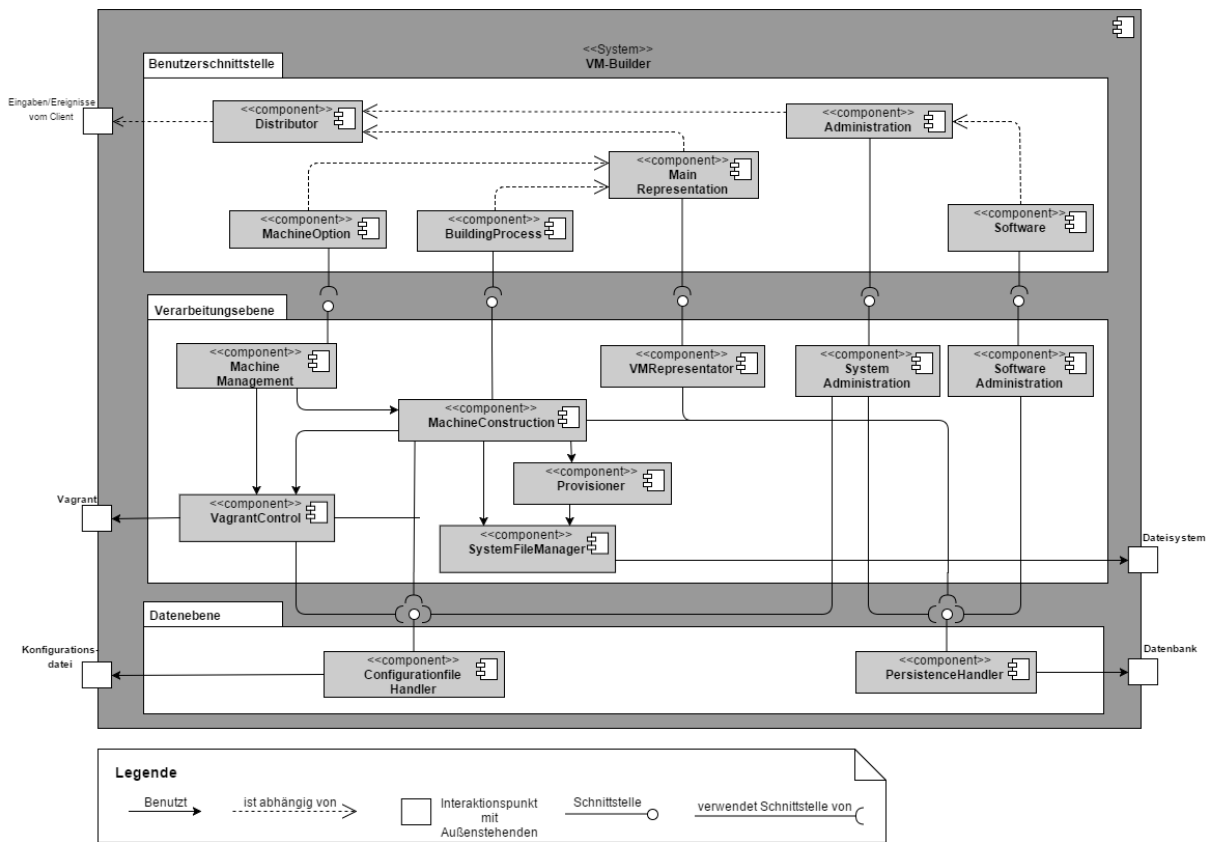 <<System>>
VM-Builder
Benutzerschnittstelle
Eingaben/Ereignisse
vom Client
<<component>>
Distributor
<<component>>
Administration
<<component>>
Main
Representation
<<component>>
MachineOption
<<component>>
BuildingProcess
<<component>>
Software
Verarbeitungsebene
<<component>>
Machine
Management
<<component>>
VMRepresentator
<<component>>
System
Administration
<<component>>
Software
Administration
<<component>>
MachineConstruction
<<component>>
Provisioner
Vagrant
<<component>>
VagrantControl
<<component>>
SystemFileManager
Dateisystem
Datenebene
Konfigurations-
datei
<<component>>
Configurationfile
Handler
<<component>>
PersistenceHandler
Datenbank
Legende
Benutzt
ist abhängig von
Interaktionspunkt
mit
Außenstehenden
Schnittstelle
verwendet Schnittstelle von